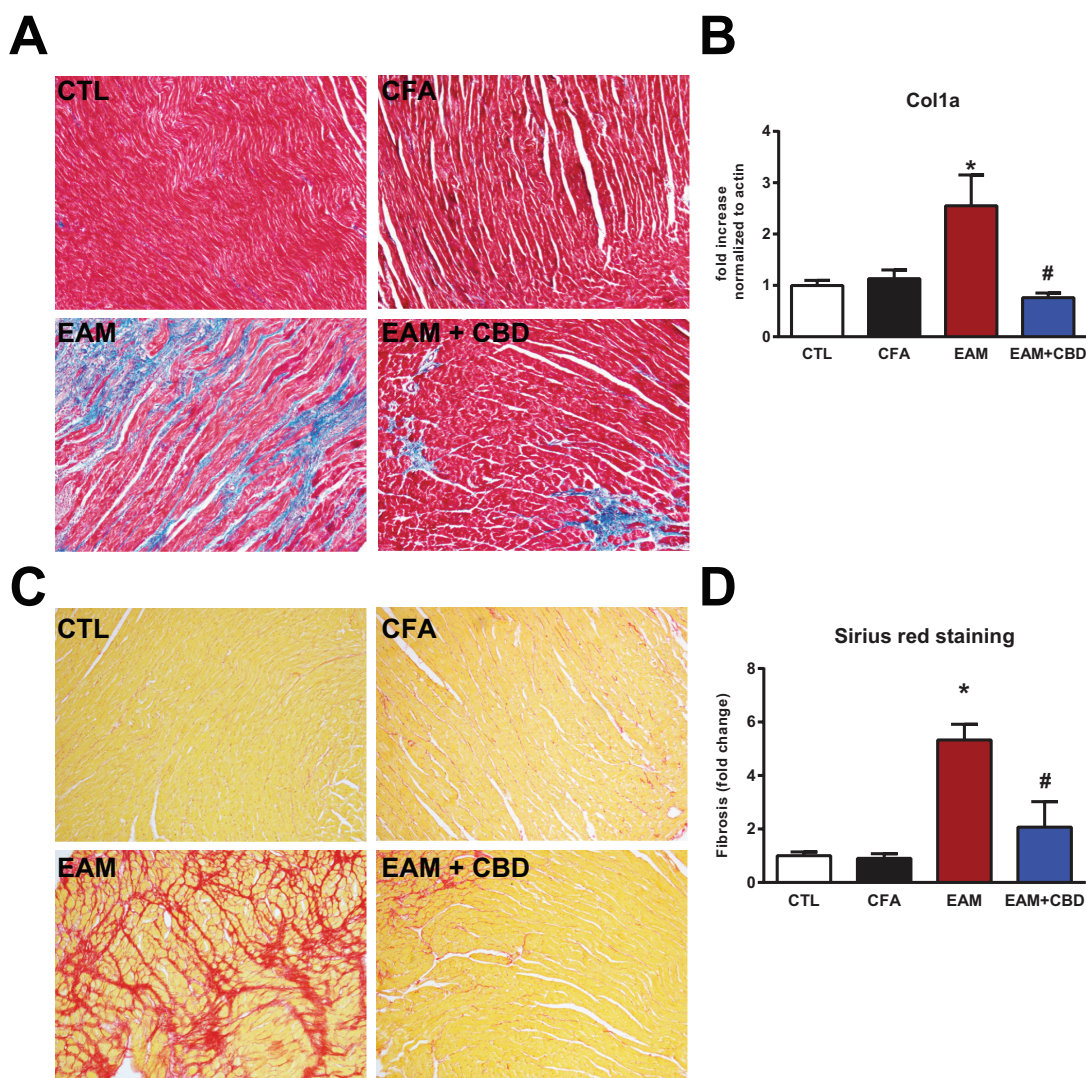 A
CTL
CFA
EAM
EAM + CBD
B
Col1a
fold increase
normalized to actin
4
3
2
1
0
*
#
CTL
CFA
EAM
EAM+CBD
C
CTL
CFA
EAM
EAM + CBD
D
Sirius red staining
Fibrosis (fold change)
8
6
4
2
0
*
#
CTL
CFA
EAM
EAM+CBD